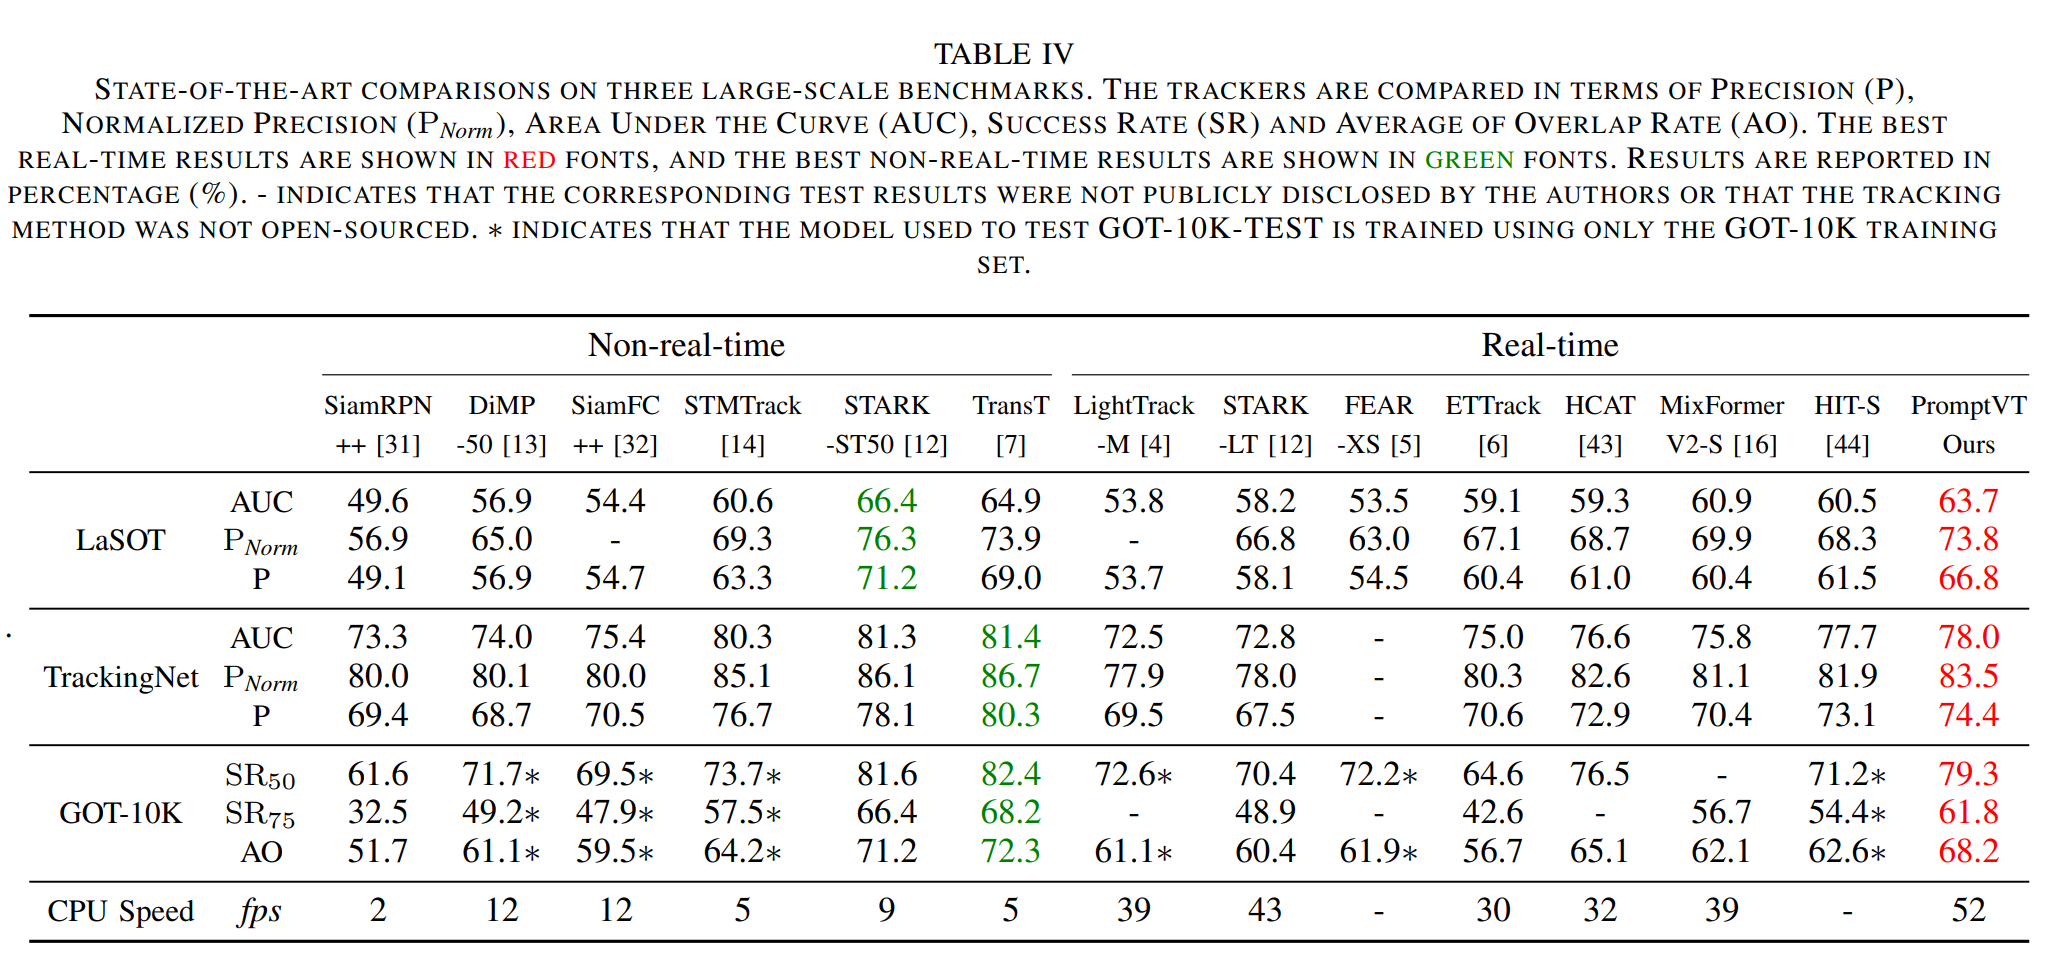 TABLE IV
STATE-OF-THE-ART COMPARISONS ON THREE LARGE-SCALE BENCHMARKS. THE TRACKERS ARE COMPARED IN TERMS OF PRECISION (P),
NORMALIZED PRECISION (P_Norm), AREA UNDER THE CURVE (AUC), SUCCESS RATE (SR) AND AVERAGE OF OVERLAP RATE (AO). THE BEST
REAL-TIME RESULTS ARE SHOWN IN RED FONTS, AND THE BEST NON-REAL-TIME RESULTS ARE SHOWN IN GREEN FONTS. RESULTS ARE REPORTED IN
PERCENTAGE (%). - INDICATES THAT THE CORRESPONDING TEST RESULTS WERE NOT PUBLICLY DISCLOSED BY THE AUTHORS OR THAT THE TRACKING
METHOD WAS NOT OPEN-SOURCED. * INDICATES THAT THE MODEL USED TO TEST GOT-10K-TEST IS TRAINED USING ONLY THE GOT-10K TRAINING
SET.
Non-real-time Real-time
SiamRPN DiMP SiamFC STMTrack STARK TransT LightTrack STARK FEAR ETTrack HCAT MixFormer HIT-S PromptVT
++ [31] -50 [13] ++ [32] [14] -ST50 [12] [7] -M [4] -LT [12] -XS [5] [6] [43] V2-S [16] [44] Ours
AUC 49.6 56.9 54.4 60.6 66.4 64.9 53.8 58.2 53.5 59.1 59.3 60.9 60.5 63.7
LaSOT P_Norm 56.9 65.0 - 69.3 76.3 73.9 - 66.8 63.0 67.1 68.7 69.9 68.3 73.8
P 49.1 56.9 54.7 63.3 71.2 69.0 53.7 58.1 54.5 60.4 61.0 60.4 61.5 66.8
AUC 73.3 74.0 75.4 80.3 81.3 81.4 72.5 72.8 - 75.0 76.6 75.8 77.7 78.0
TrackingNet P_Norm 80.0 80.1 80.0 85.1 86.1 86.7 77.9 78.0 - 80.3 82.6 81.1 81.9 83.5
P 69.4 68.7 70.5 76.7 78.1 80.3 69.5 67.5 - 70.6 72.9 70.4 73.1 74.4
SR50 61.6 71.7* 69.5* 73.7* 81.6 82.4 72.6* 70.4 72.2* 64.6 76.5 - 71.2* 79.3
GOT-10K SR75 32.5 49.2* 47.9* 57.5* 66.4 68.2 - 48.9 - 42.6 - 56.7 54.4* 61.8
AO 51.7 61.1* 59.5* 64.2* 71.2 72.3 61.1* 60.4 61.9* 56.7 65.1 62.1 62.6* 68.2
CPU Speed fps 2 12 12 5 9 5 39 43 - 30 32 39 - 52